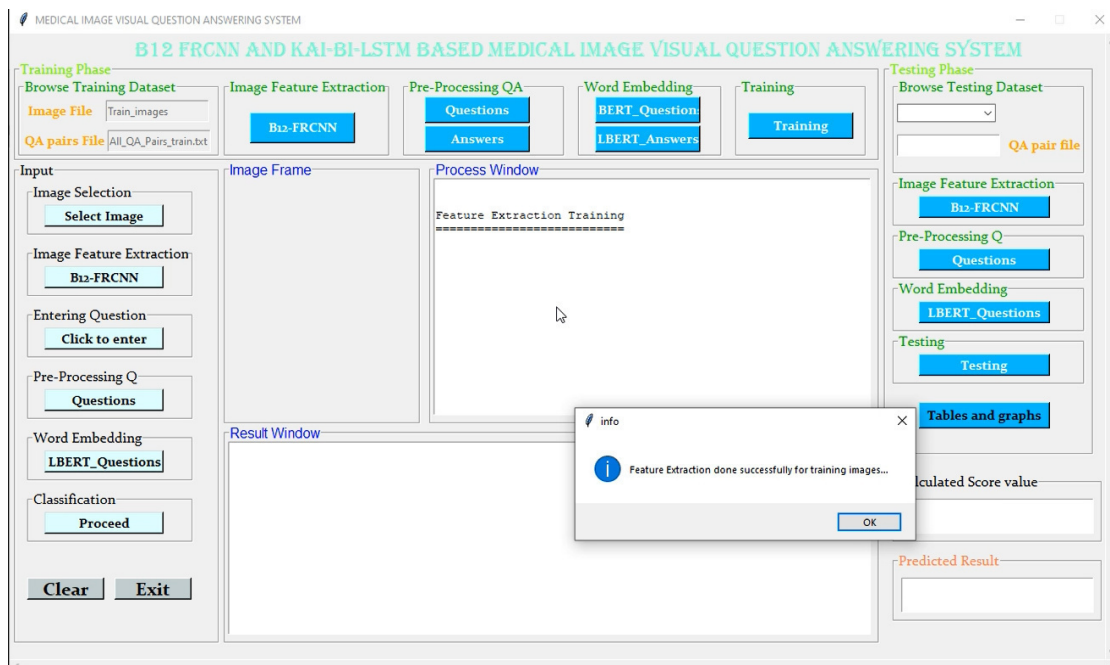 MEDICAL IMAGE VISUAL QUESTION ANSWERING SYSTEM
B12 FRCNN AND KAI-BI-LSTM BASED MEDICAL IMAGE VISUAL QUESTION ANSWERING SYSTEM
Training Phase
Browse Training Dataset
Image File Train_images
QA pairs File All_QA_Pairs_train.txt
Image Feature Extraction
B12-FRCNN
Pre-Processing QA
Questions
Answers
Word Embedding
BERT_Question
LBERT_Answers
Training
Training
Testing Phase
Browse Testing Dataset
QA pair file
Image Feature Extraction
B12-FRCNN
Pre-Processing Q
Questions
Word Embedding
LBERT_Questions
Testing
Testing
Tables and graphs
Input
Image Selection
Select Image
Image Feature Extraction
B12-FRCNN
Entering Question
Click to enter
Pre-Processing Q
Questions
Word Embedding
LBERT_Questions
Classification
Proceed
Clear Exit
Image Frame
Process Window
Feature Extraction Training
===========================
Result Window
info
Feature Extraction done successfully for training images...
OK
lculated Score value
Predicted Result